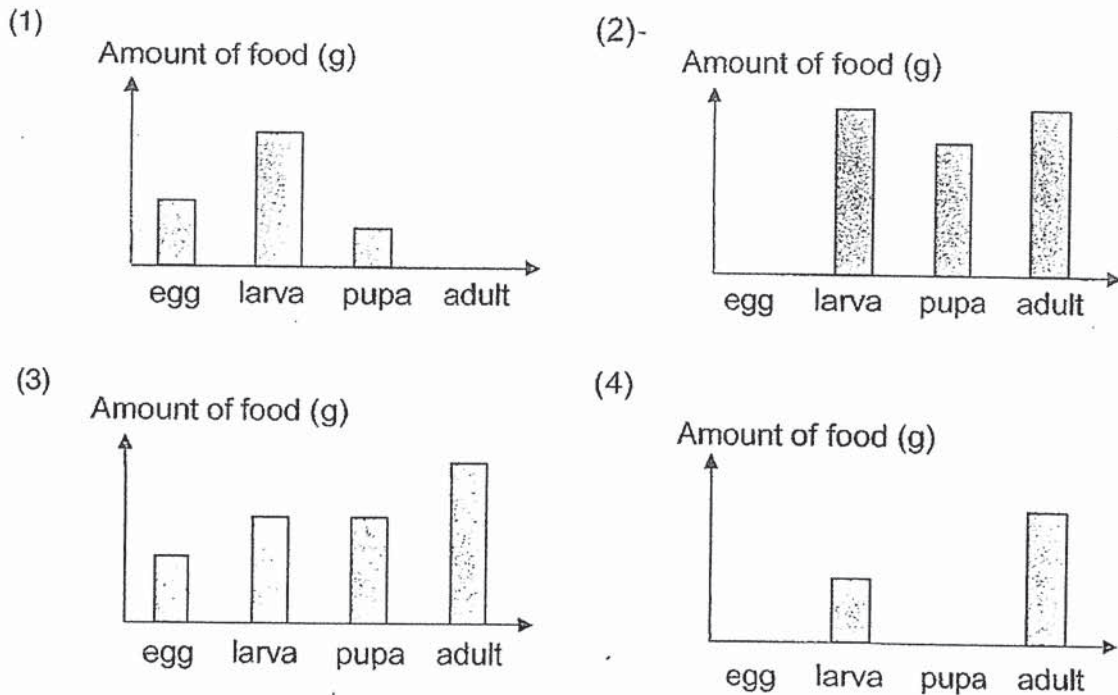 (1)
Amount of food (g)
egg larva pupa adult
(2)-
Amount of food (g)
egg larva pupa adult
(3)
Amount of food (g)
egg larva pupa adult
(4)
Amount of food (g)
egg larva pupa adult